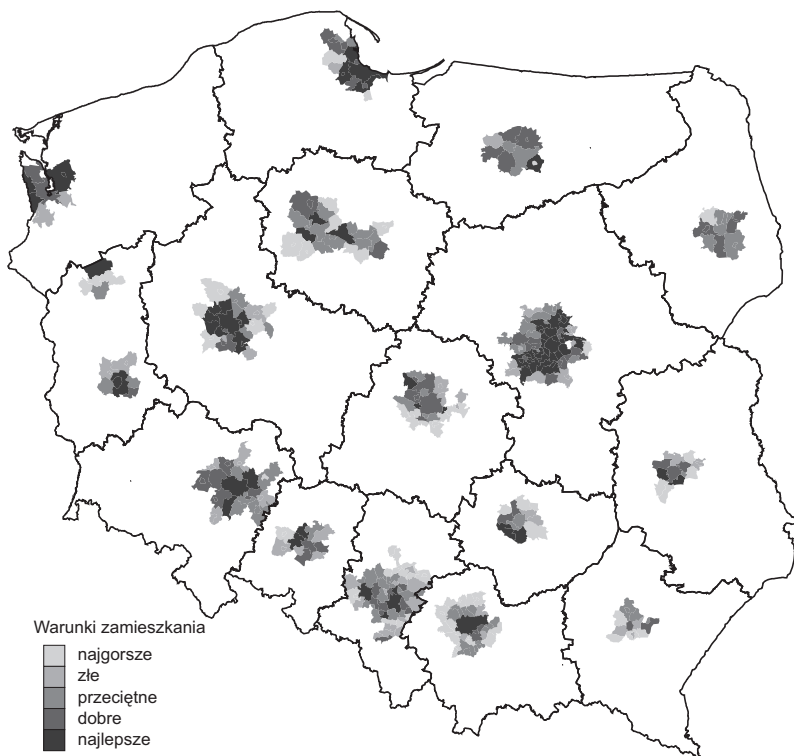 Warunki zamieszkania
najgorsze
złe
przeciętne
dobre
najlepsze